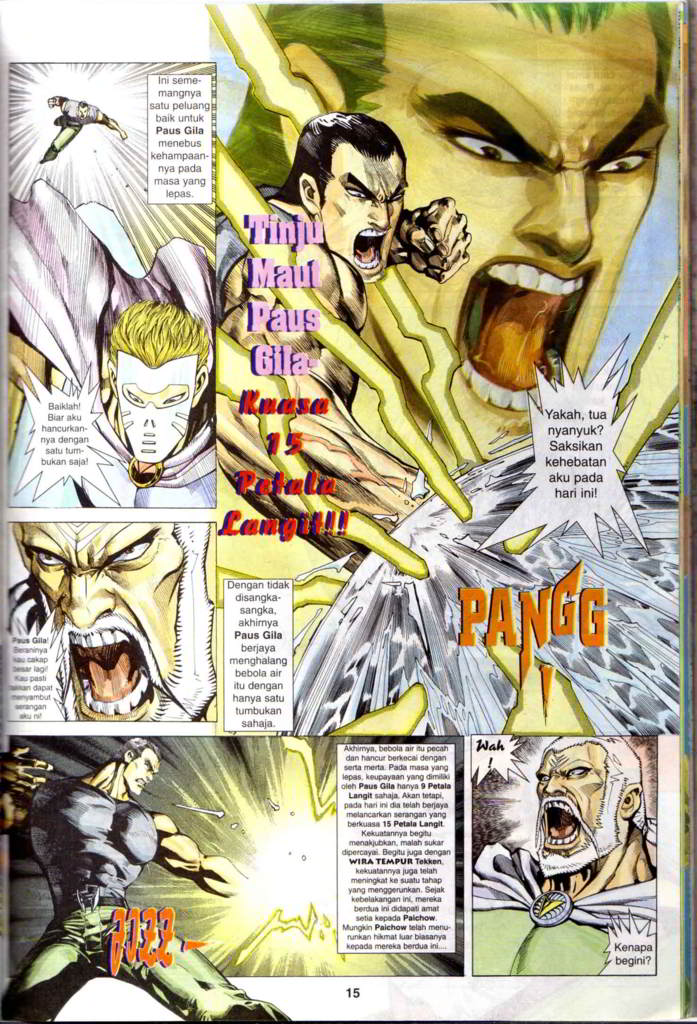 Ini seme-
mangnya
satu peluang
baik untuk
Paus Gila
menebus
kehampaan-
nya pada
masa yang
lepas.
'Tinju
Maut
Paus
Gila-
Kuasa
15
Petala
Langit!!!
Baiklah!
Biar aku
hancurkan-
nya dengan
satu tum-
bukan saja!
Yakah, tua
nyanyuk?
Saksikan
kehebatan
aku pada
hari ini!
Paus Gila!
Beraninya
kau cakap
besar lagi!
Kau pasti
takkan dapat
menyambut
serangan
aku ni!
Dengan tidak
disangka-
sangka,
akhirnya
Paus Gila
berjaya
menghalang
bebola air itu
dengan
hanya satu
tumbukan
sahaja.
PANGG
!!
Akhirnya, bebola air itu pecah
dan hancur berkecai dengan
serta merta. Pada masa yang
lepas, keupayaan yang dimiliki
oleh Paus Gila hanya 9 Petala
Langit sahaja. Akan tetapi,
pada hari ini dia telah berjaya
melancarkan serangan yang
berkuasa 15 Petala Langit.
Kekuatannya begitu
menakjubkan, malah sukar
dipercayai. Begitu juga dengan
WIRA TEMPUR Tekken,
kekuatannya juga telah
meningkat ke suatu tahap
yang menggerunkan. Sejak
kebelakangan ini, mereka
berdua ini didapati amat
setia kepada Paichow.
Mungkin Paichow telah menu-
runkan hikmat luar biasanya
kepada mereka berdua ini....
Wah
!
Kenapa
begini?
15